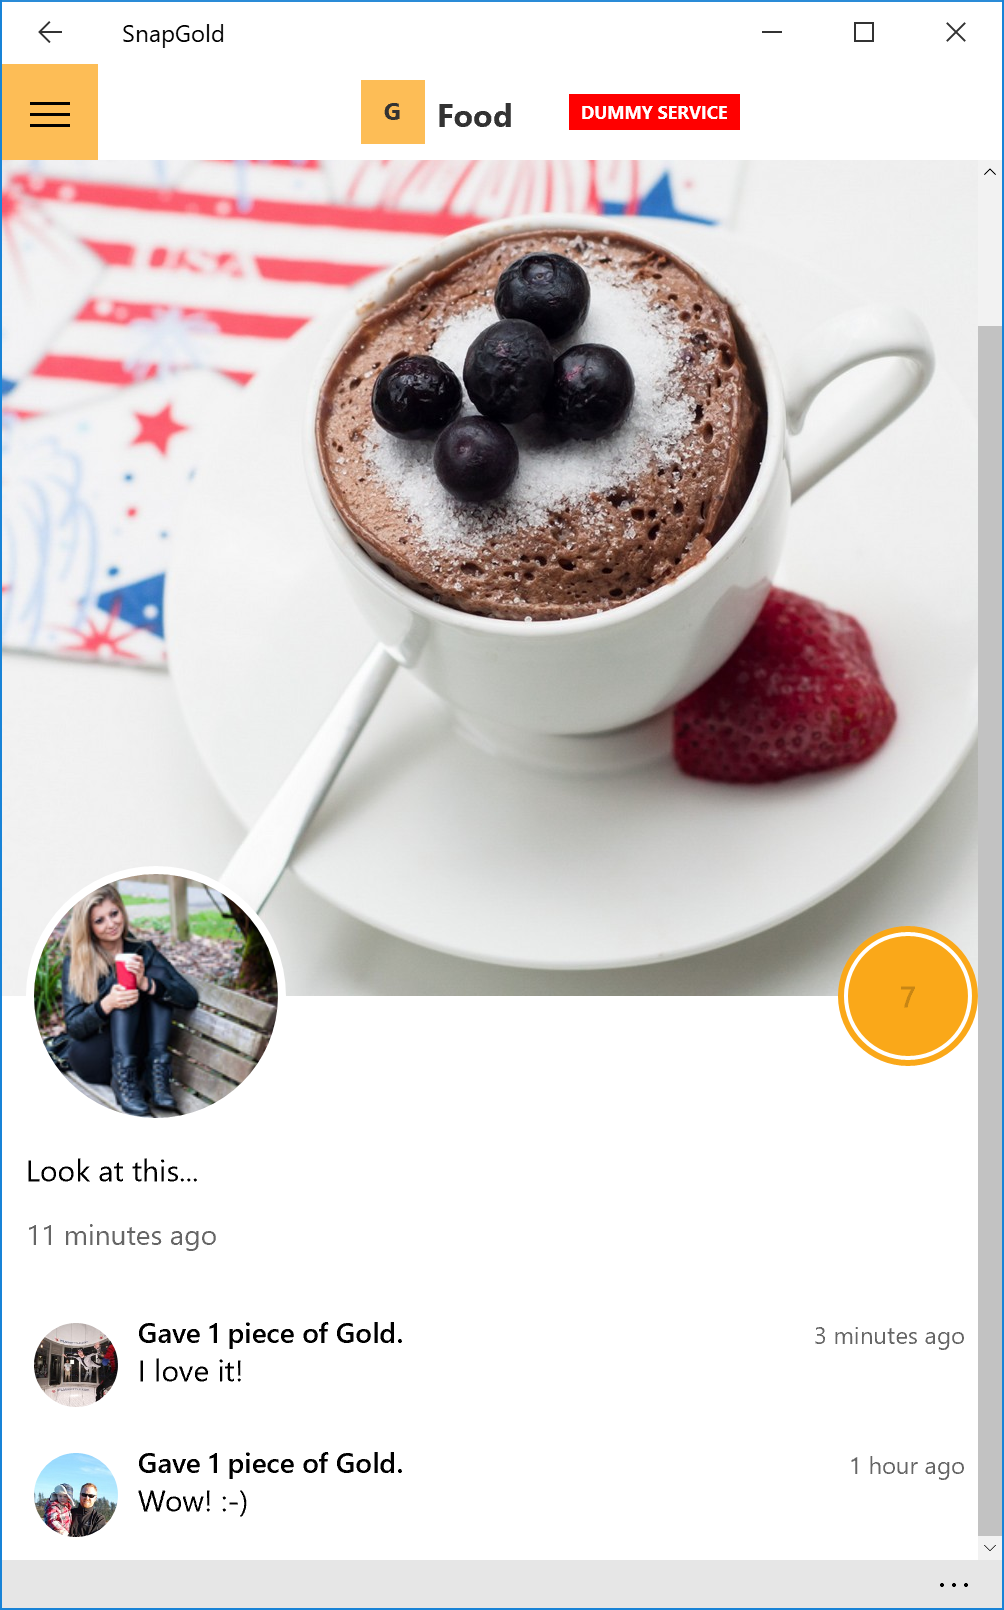 SnapGold
G Food DUMMY SERVICE
USA
7
Look at this...
11 minutes ago
Gave 1 piece of Gold. 3 minutes ago
I love it!
Gave 1 piece of Gold. 1 hour ago
Wow! :-)